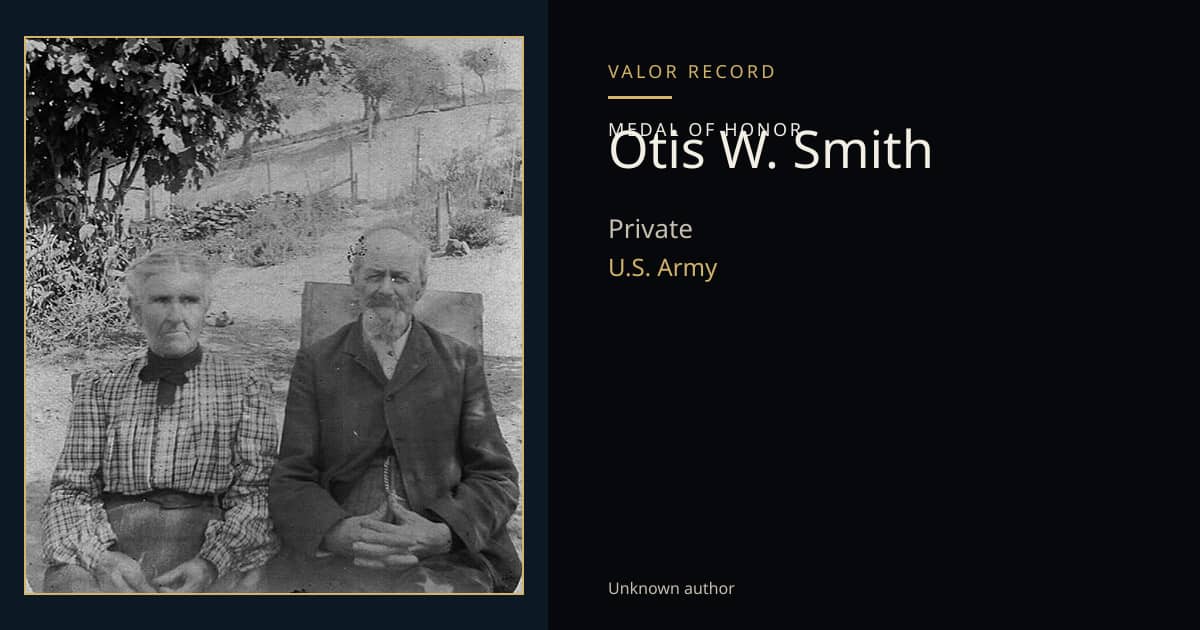 VALOR RECORD
MEDAL OF HONOR
Otis W. Smith
Private
U.S. Army
Unknown author